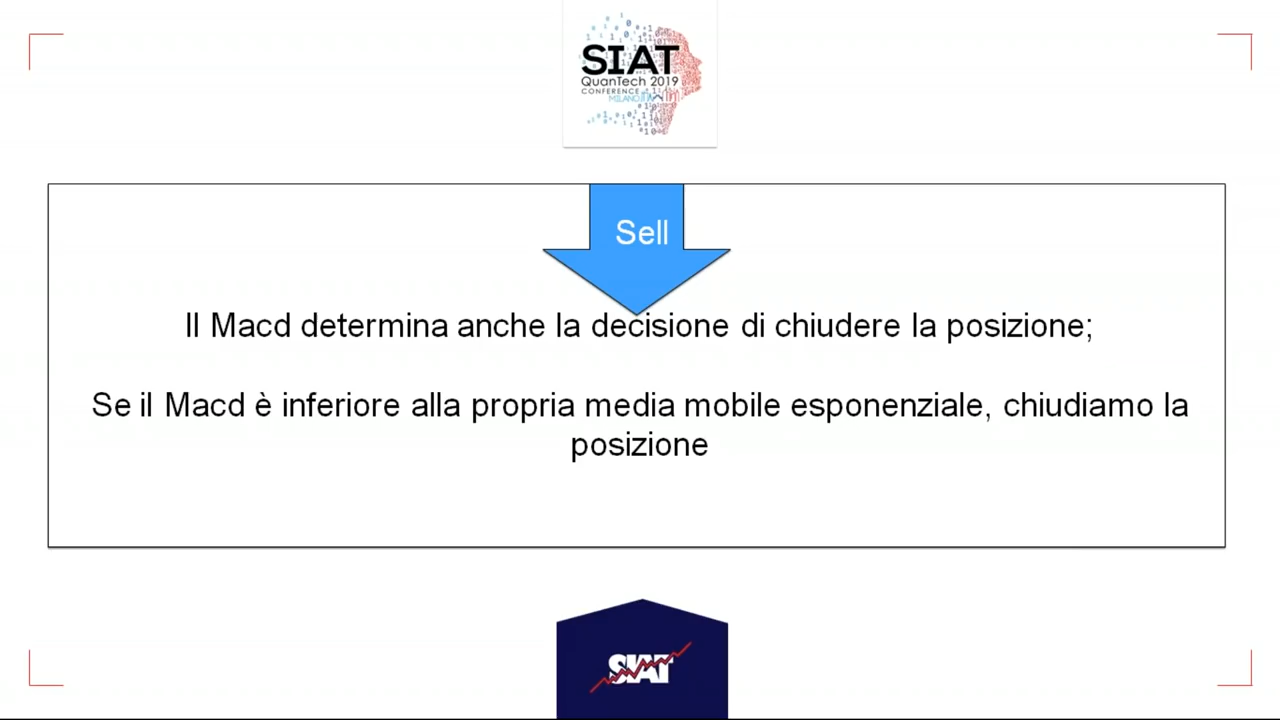 SIAT
QuanTech 2019
CONFERENCE
Sell
Il Macd determina anche la decisione di chiudere la posizione;
Se il Macd è inferiore alla propria media mobile esponenziale, chiudiamo la
posizione
SIAT